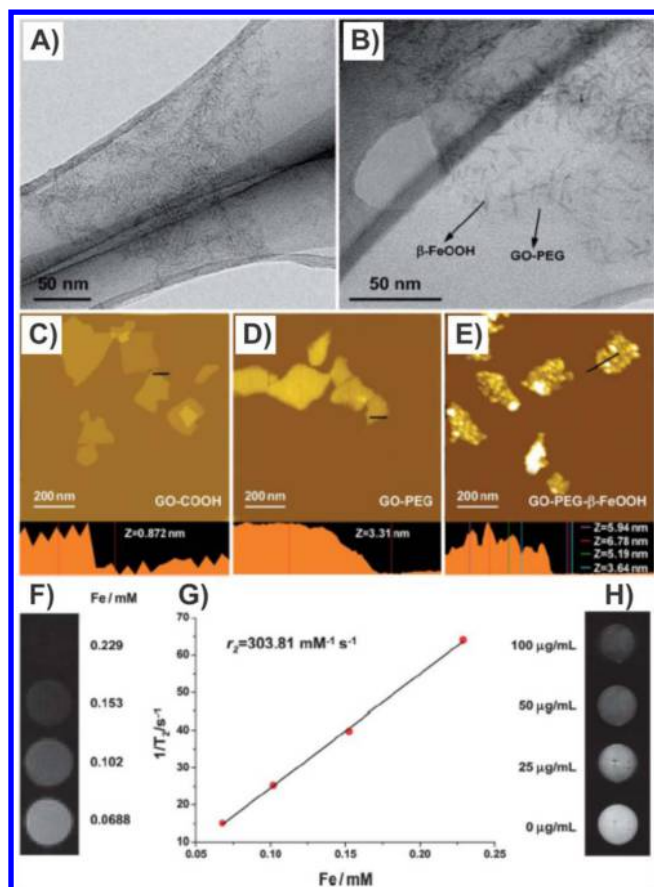 A)
B)
β-FeOOH
GO-PEG
50 nm
50 nm
C)
D)
E)
200 nm
GO-COOH
200 nm
GO-PEG
200 nm
GO-PEG-β-FeOOH
Z=0.872 nm
Z=3.31 nm
Z=5.94 nm
Z=6.78 nm
Z=5.19 nm
Z=3.64 nm
F)
Fe / mM
0.229
0.153
0.102
0.0688
G)
r2=303.81 mM-1 s-1
1/T2/s-1
70
60
50
40
30
20
10
0.05
0.10
0.15
0.20
0.25
Fe / mM
H)
100 µg/mL
50 µg/mL
25 µg/mL
0 µg/mL